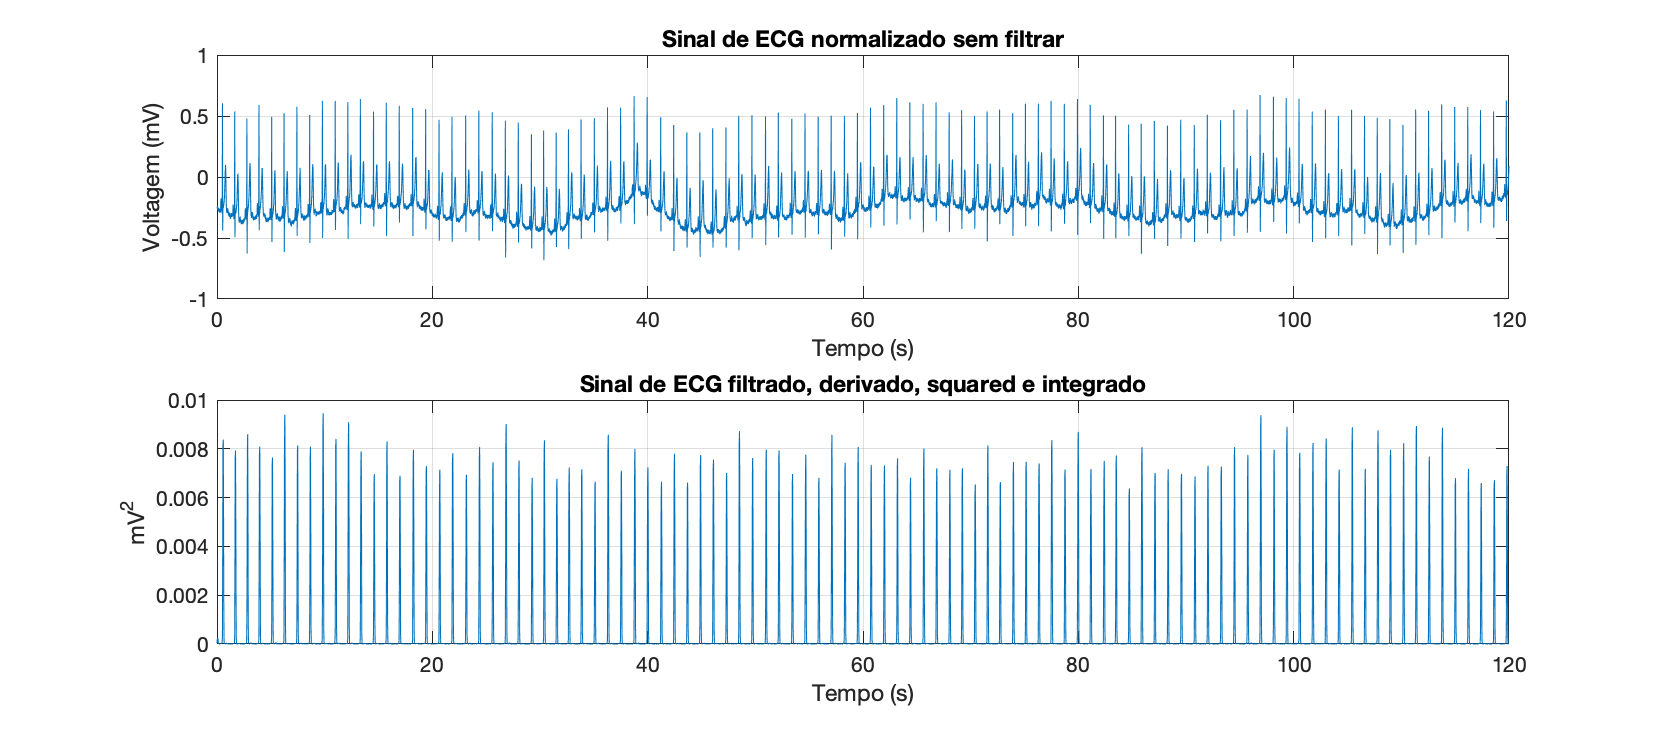 Sinal de ECG normalizado sem filtrar
1
0.5
0
-0.5
-1
Voltagem (mV)
0 20 40 60 80 100 120
Tempo (s)
Sinal de ECG filtrado, derivado, squared e integrado
0.01
0.008
0.006
0.004
0.002
0
mV²
0 20 40 60 80 100 120
Tempo (s)